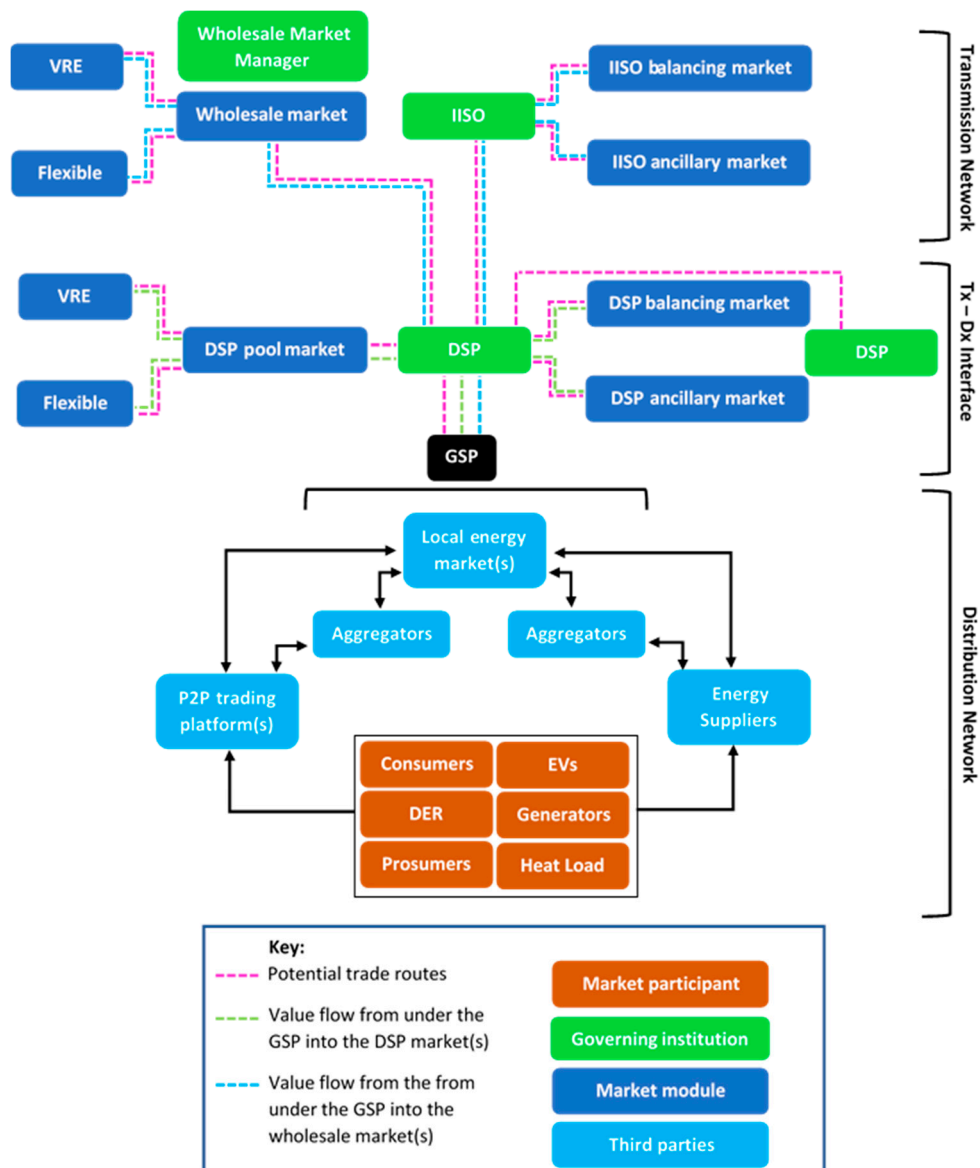 Wholesale Market
Manager
VRE
Wholesale market
Flexible
IISO
IISO balancing market
IISO ancillary market
Transmission Network
VRE
DSP pool market
Flexible
DSP
DSP balancing market
DSP ancillary market
DSP
Tx – Dx Interface
GSP
Local energy
market(s)
Aggregators
Aggregators
P2P trading
platform(s)
Energy
Suppliers
Consumers
EVs
DER
Generators
Prosumers
Heat Load
Distribution Network
Key:
Potential trade routes
Value flow from under the
GSP into the DSP market(s)
Value flow from the from
under the GSP into the
wholesale market(s)
Market participant
Governing institution
Market module
Third parties